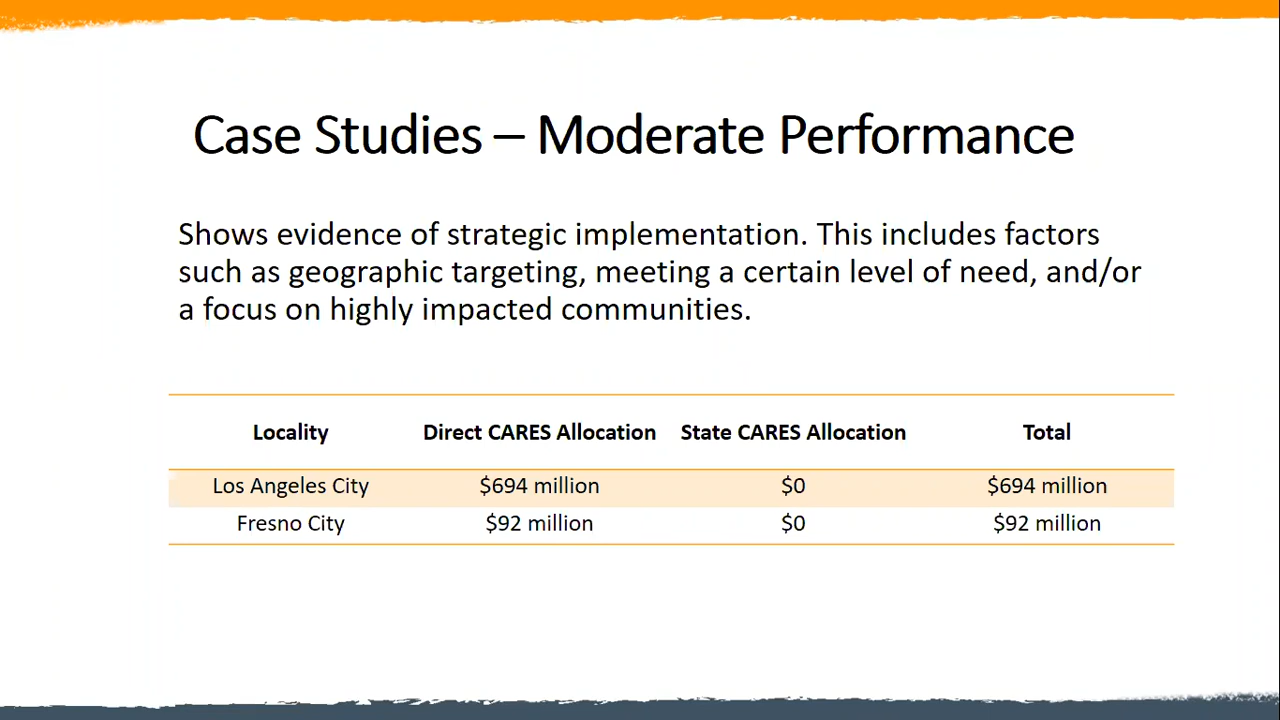 Case Studies – Moderate Performance
Shows evidence of strategic implementation. This includes factors
such as geographic targeting, meeting a certain level of need, and/or
a focus on highly impacted communities.
Locality Direct CARES Allocation State CARES Allocation Total
Los Angeles City $694 million $0 $694 million
Fresno City $92 million $0 $92 million